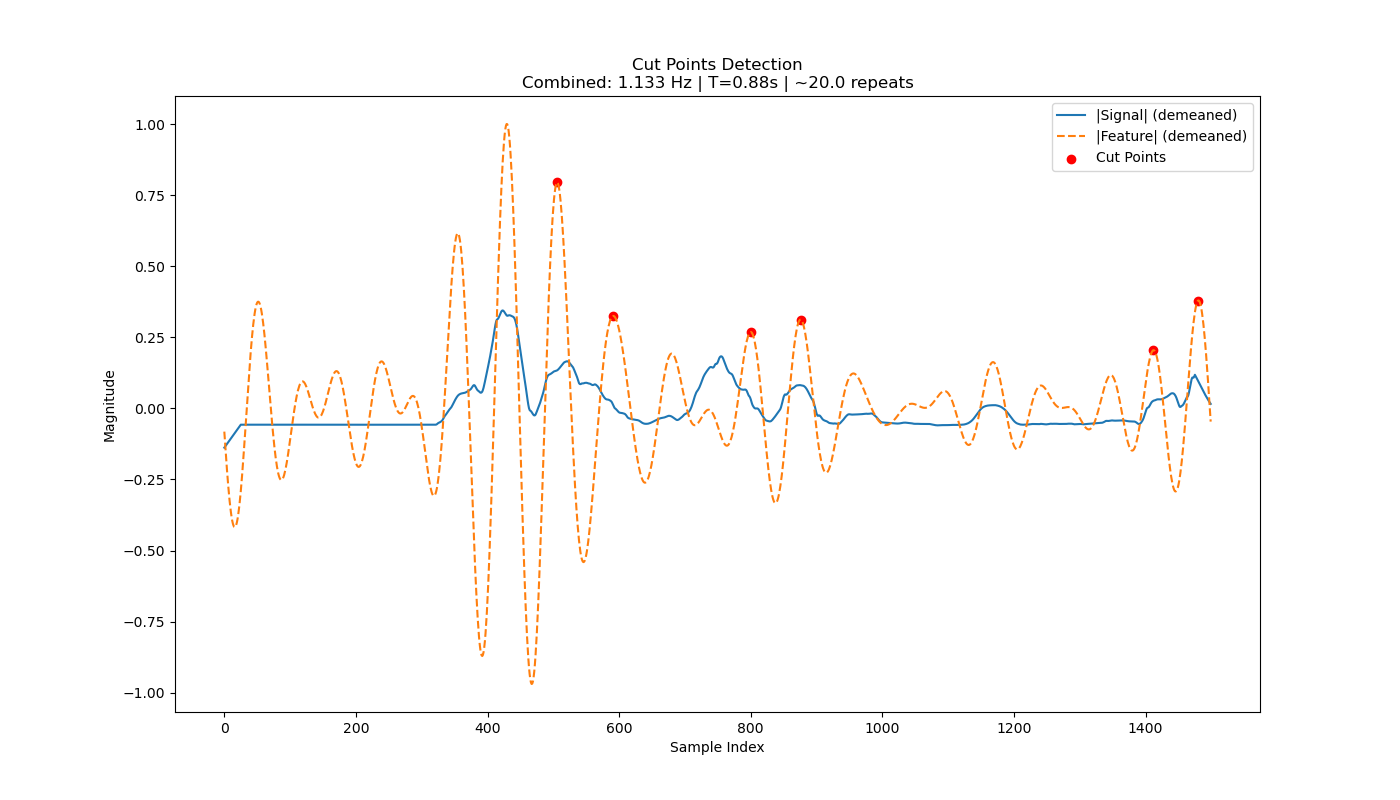 Cut Points Detection
Combined: 1.133 Hz | T=0.88s | ~20.0 repeats
|Signal| (demeaned)
|Feature| (demeaned)
Cut Points
Magnitude
1.00
0.75
0.50
0.25
0.00
−0.25
−0.50
−0.75
−1.00
0 200 400 600 800 1000 1200 1400
Sample Index